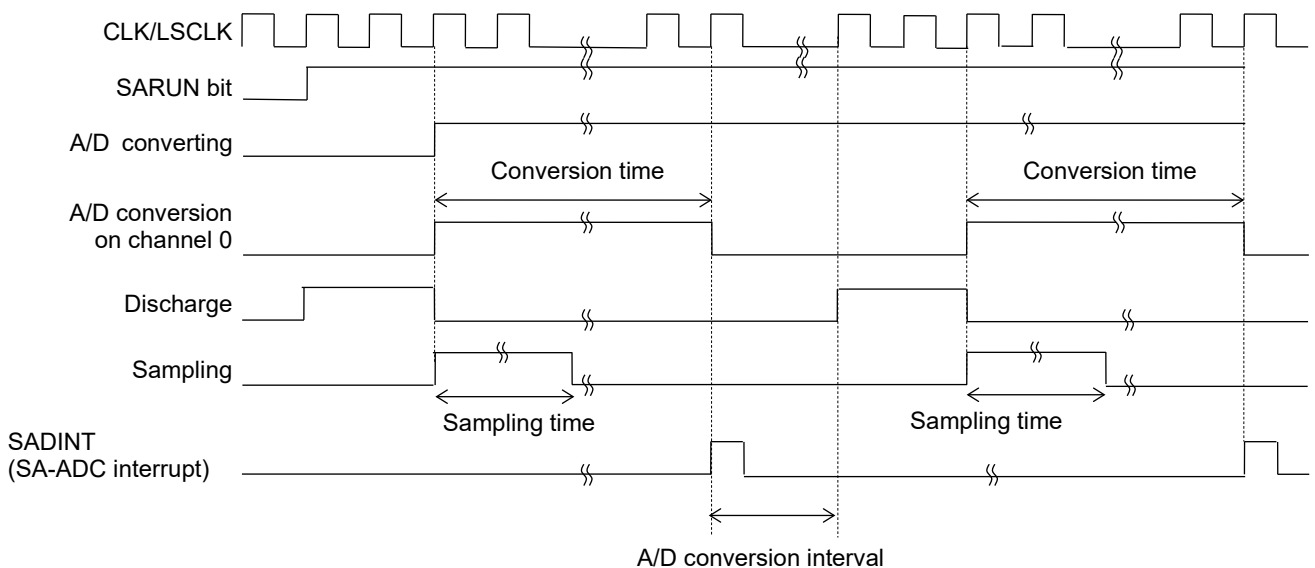 CLK/LSCLK
SARUN bit
A/D converting
Conversion time
Conversion time
A/D conversion
on channel 0
Discharge
Sampling
Sampling time
Sampling time
SADINT
(SA-ADC interrupt)
A/D conversion interval